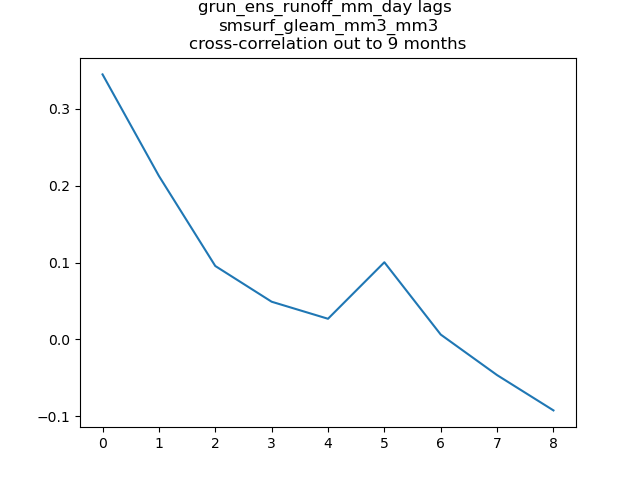 grun_ens_runoff_mm_day lags
smsurf_gleam_mm3_mm3
cross-correlation out to 9 months
0.3
0.2
0.1
0.0
−0.1
0 1 2 3 4 5 6 7 8